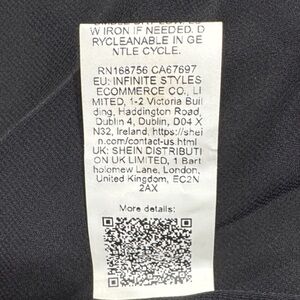 W IRON IF NEEDED. D
RYCLEANABLE IN GE
NTLE CYCLE.
RN168756 CA67697
EU: INFINITE STYLES
ECOMMERCE CO., LI
MITED, 1-2 Victoria Buil
ding, Haddington Road,
Dublin 4, Dublin, D04 X
N32, Ireland, https://shei
n.com/contact-us.html
UK: SHEIN DISTRIBUTI
ON UK LIMITED, 1 Bart
holomew Lane, London,
United Kingdom, EC2N
2AX
More details: